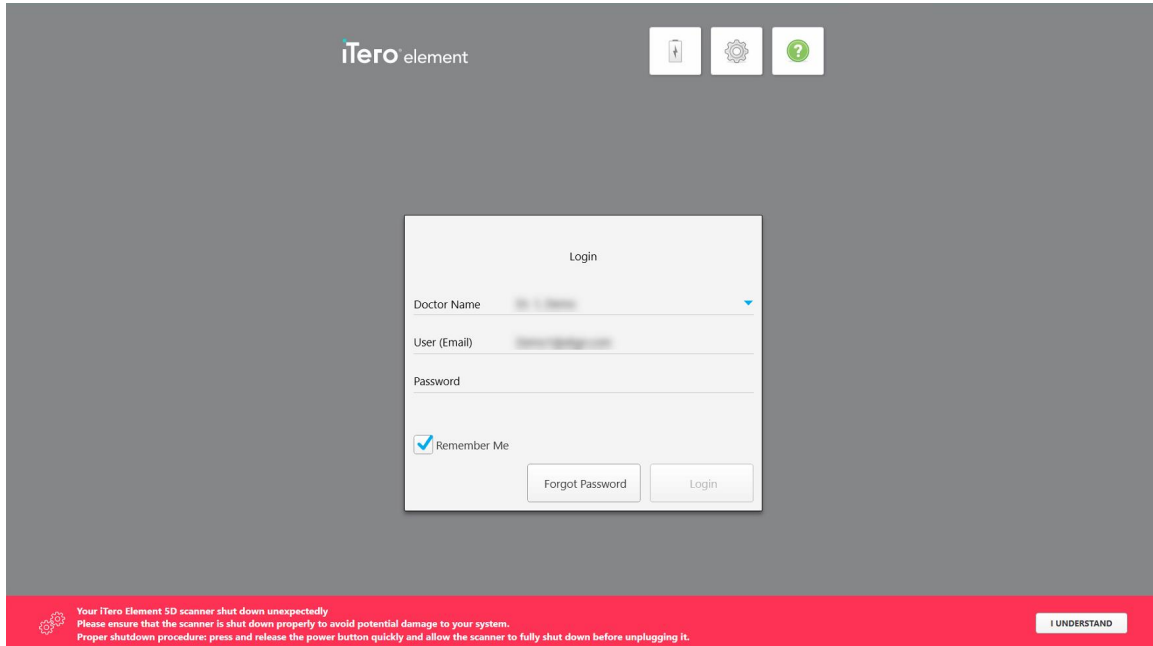 iTero element
Login
Doctor Name
User (Email)
Password
Remember Me
Forgot Password
Login
Your iTero Element 5D scanner shut down unexpectedly
Please ensure that the scanner is shut down properly to avoid potential damage to your system.
Proper shutdown procedure: press and release the power button quickly and allow the scanner to fully shut down before unplugging it.
I UNDERSTAND